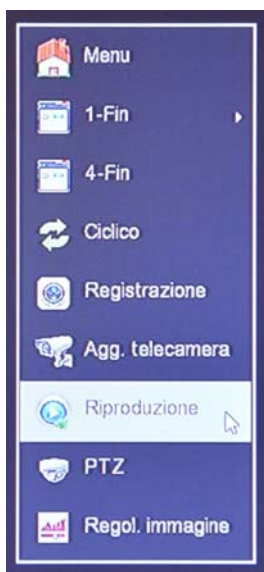 Menu
1-Fin
4-Fin
Ciclico
Registrazione
Agg. telecamera
Riproduzione
PTZ
Regol. immagine